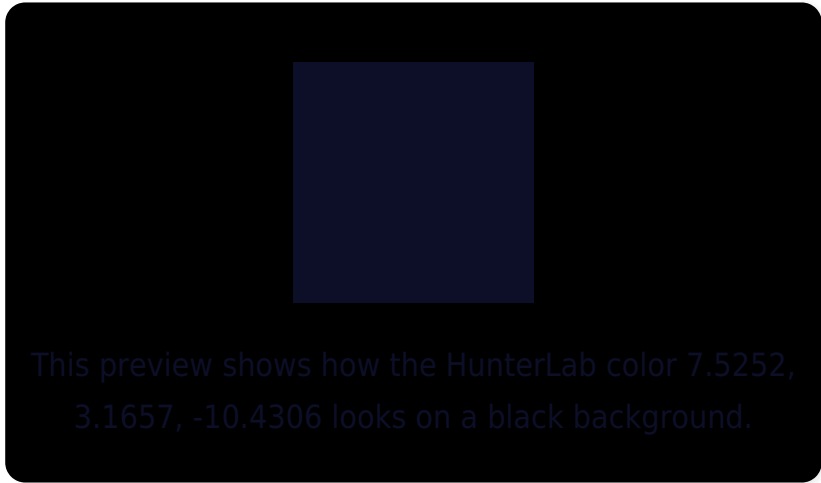 This preview shows how the HunterLab color 7.5252,
3.1657, -10.4306 looks on a black background.